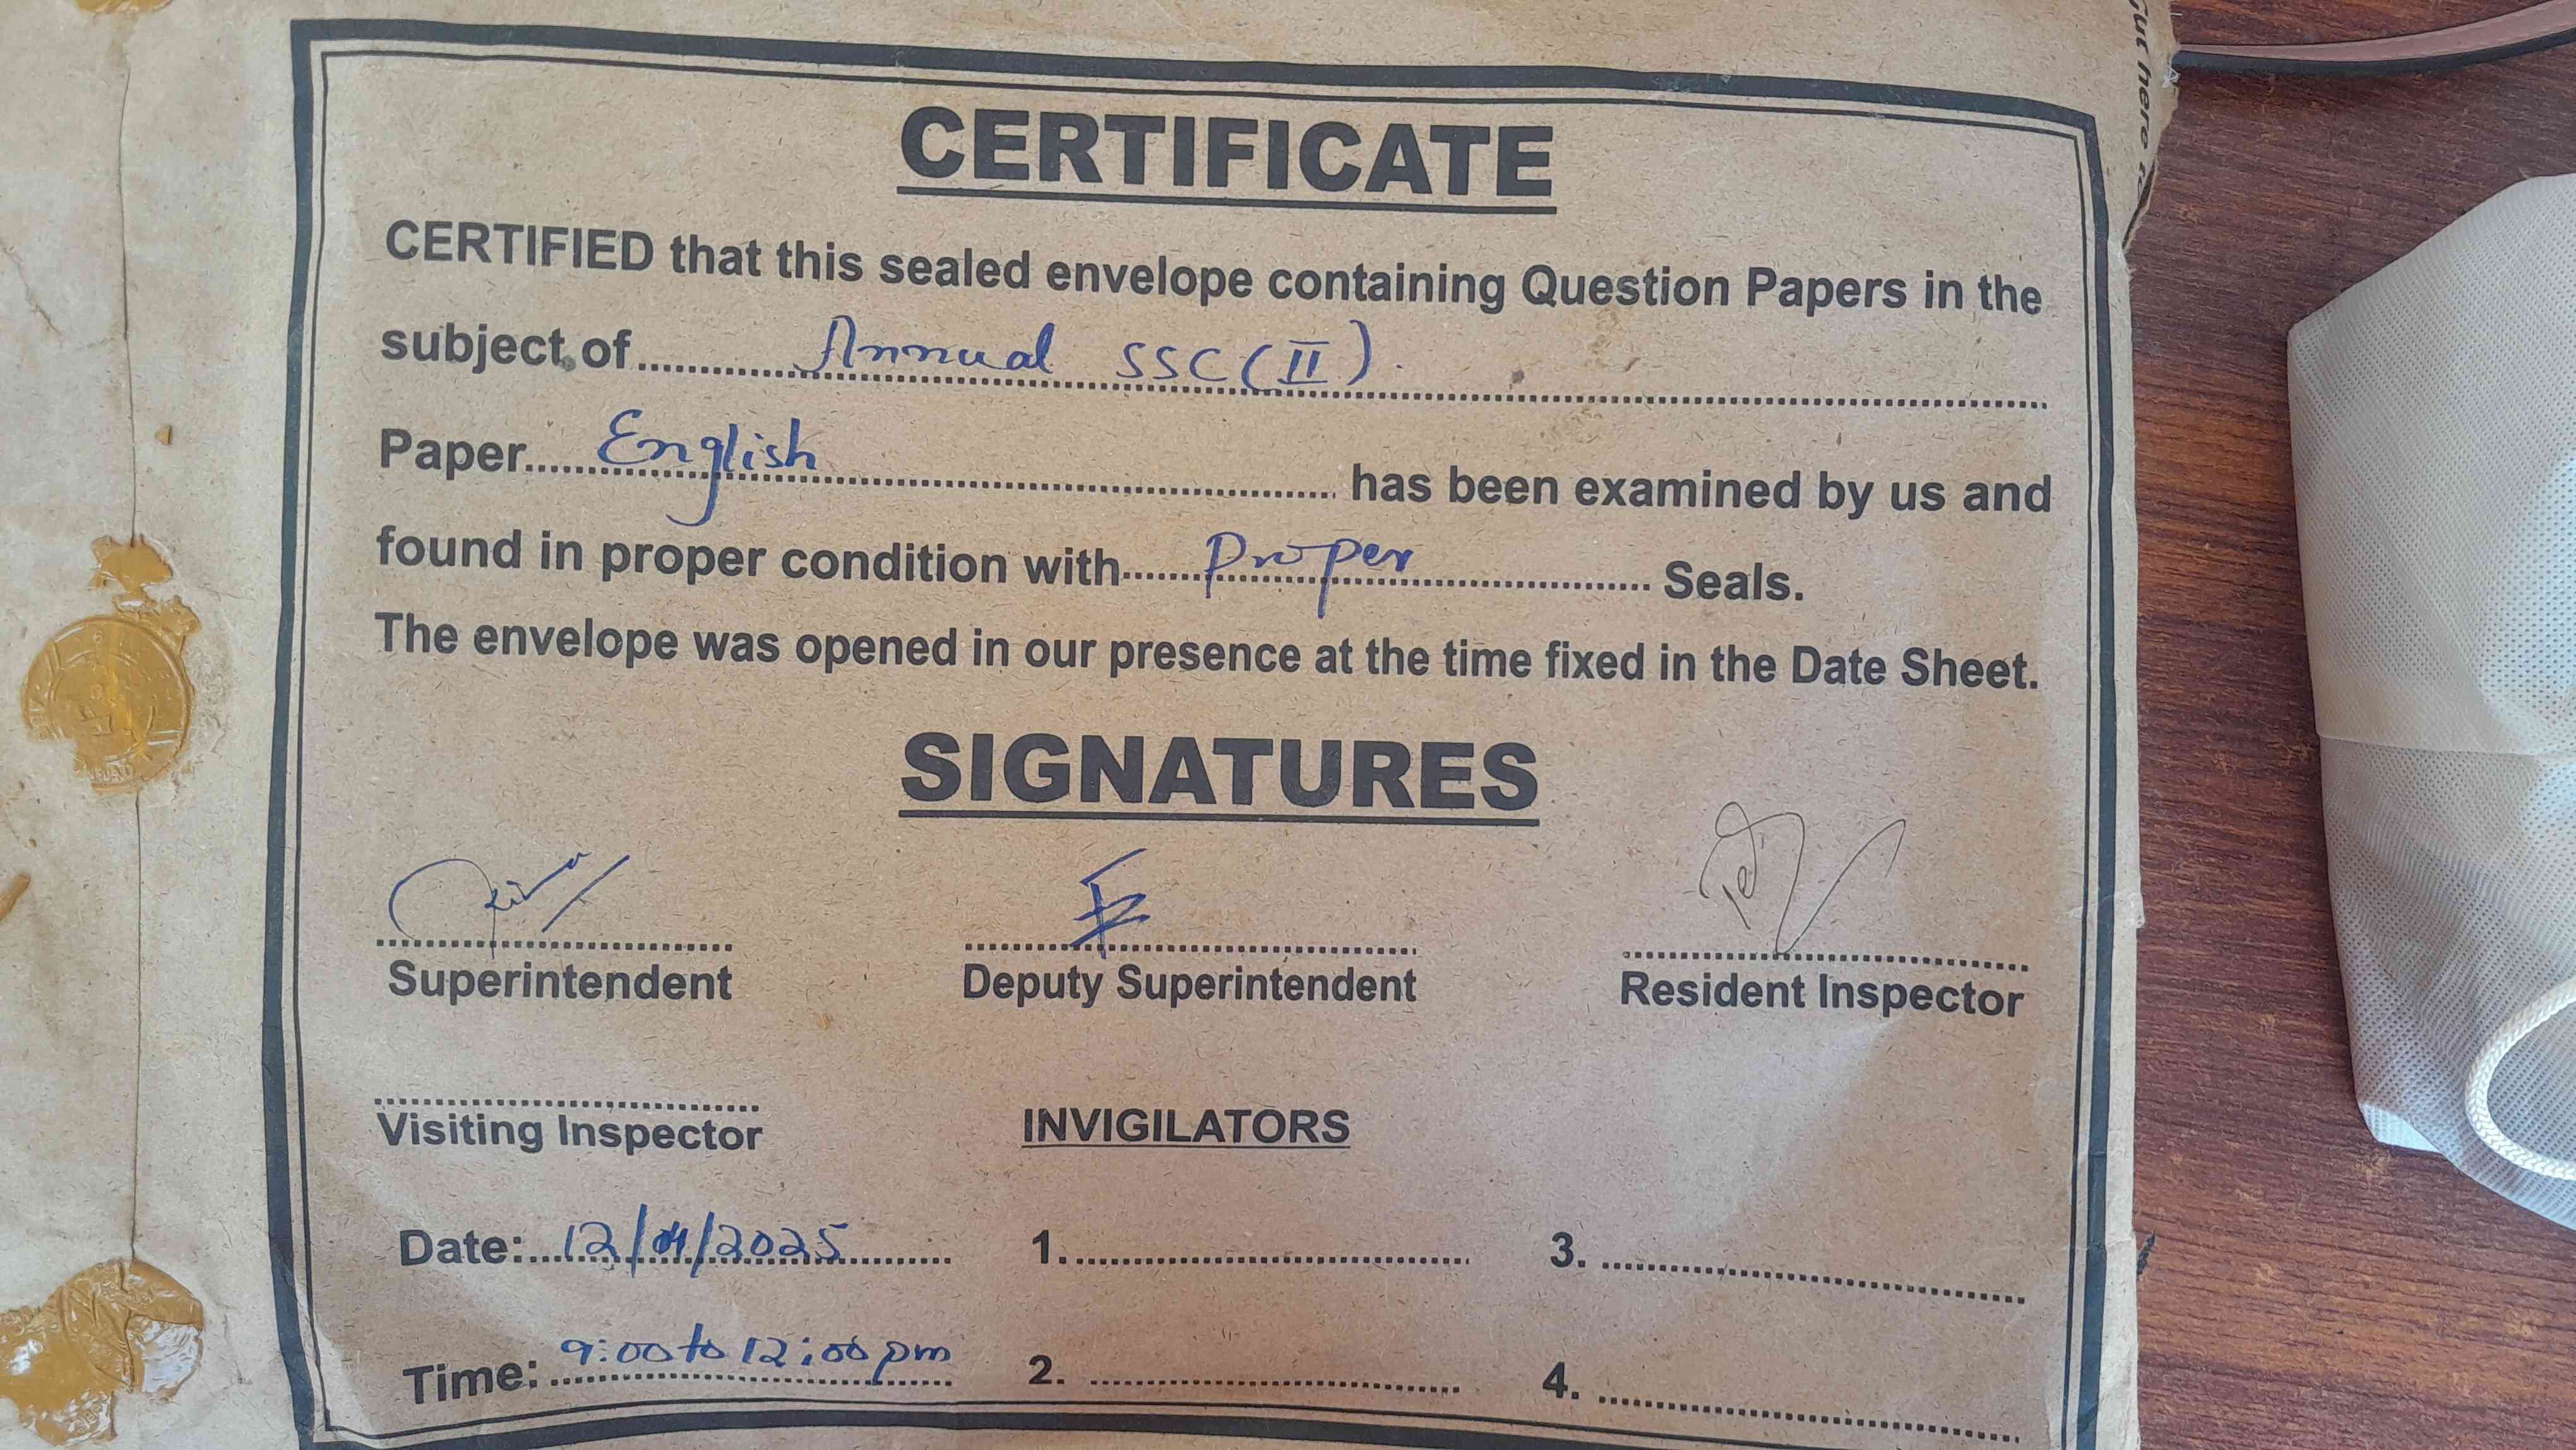 Cut here to
CERTIFICATE
CERTIFIED that this sealed envelope containing Question Papers in the
subject of Annual SSC (II).
Paper English has been examined by us and
found in proper condition with Proper Seals.
The envelope was opened in our presence at the time fixed in the Date Sheet.
SIGNATURES
Superintendent Deputy Superintendent Resident Inspector
Visiting Inspector INVIGILATORS
Date: 12/04/2025 1. 3.
Time: 9:00 to 12:00 pm 2. 4.